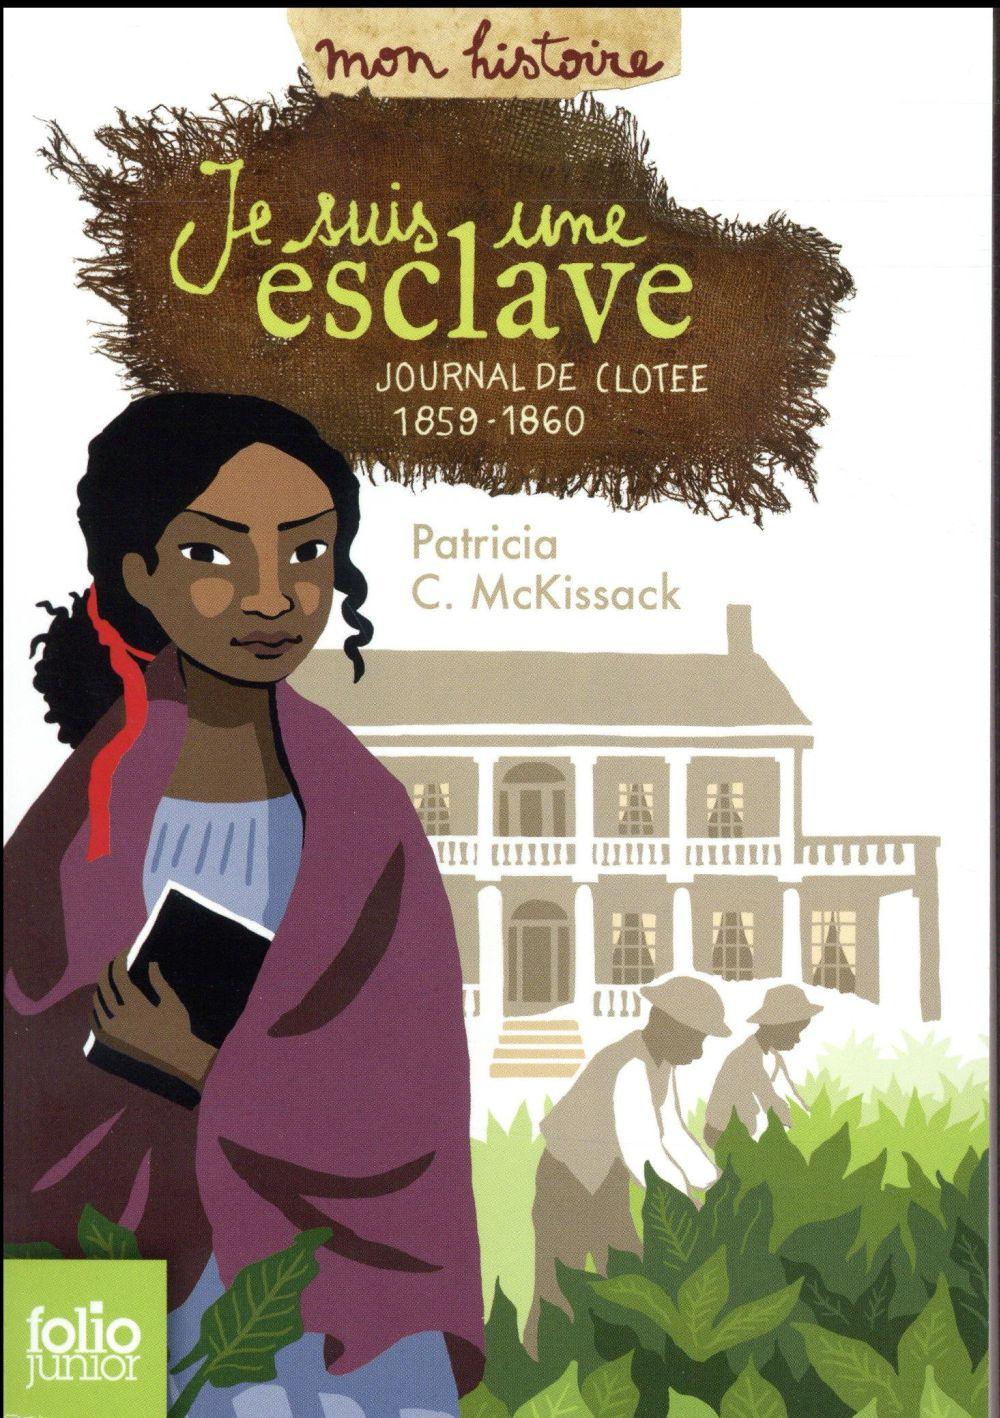 mon histoire
Je suis une
esclave
JOURNAL DE CLOTEE
1859-1860
Patricia
C. McKissack
folio
junior